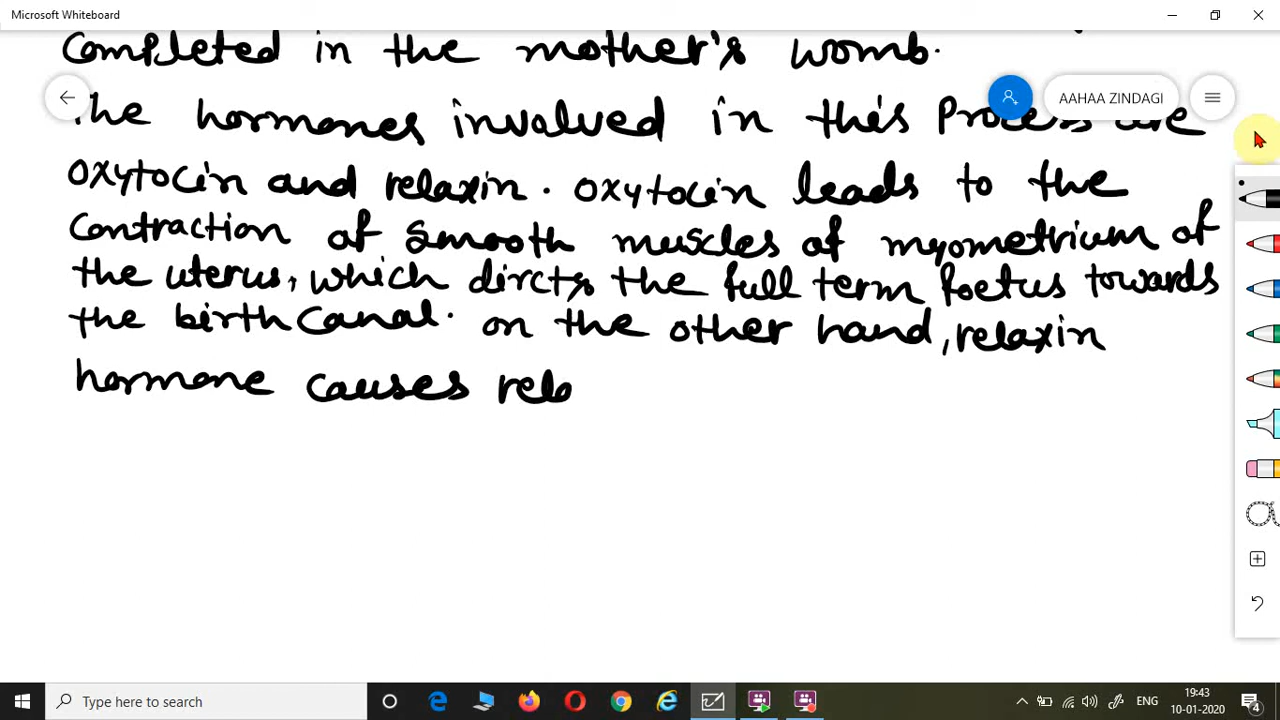 Microsoft Whiteboard
completed in the mother's womb.
AAHAA ZINDAGI
The hormones involved in this Process are
oxytocin and relaxin. oxytocin leads to the
contraction of smooth muscles of myometrium of
the uterus, which dircts the full term foetus towards
the birth canal. on the other hand, relaxin
hormone causes rela
Type here to search
ENG
19:43
10-01-2020
4